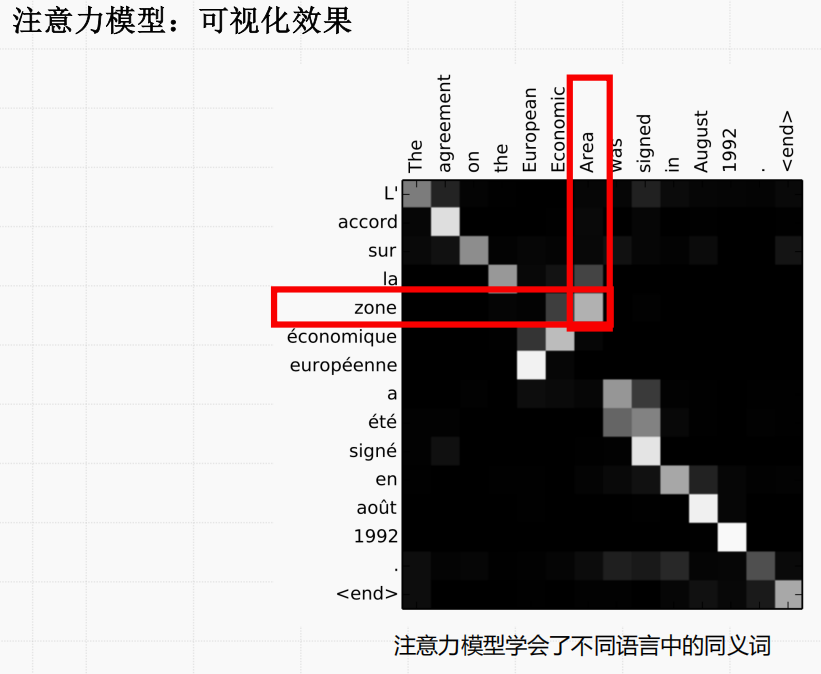 注意力模型：可视化效果
The agreement on the European Economic Area was signed in August 1992 . <end>
L'
accord
sur
la
zone
économique
européenne
a
été
signé
en
août
1992
.
<end>
注意力模型学会了不同语言中的同义词